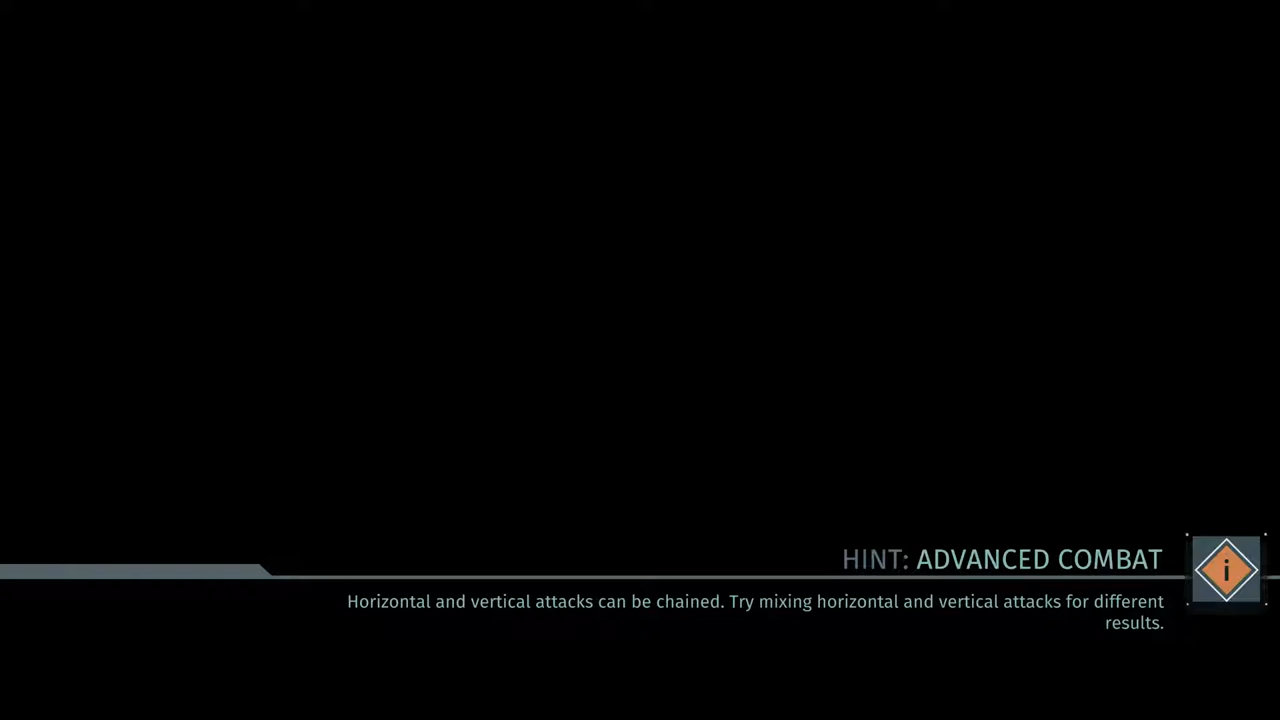 HINT: ADVANCED COMBAT
i
Horizontal and vertical attacks can be chained. Try mixing horizontal and vertical attacks for different
results.